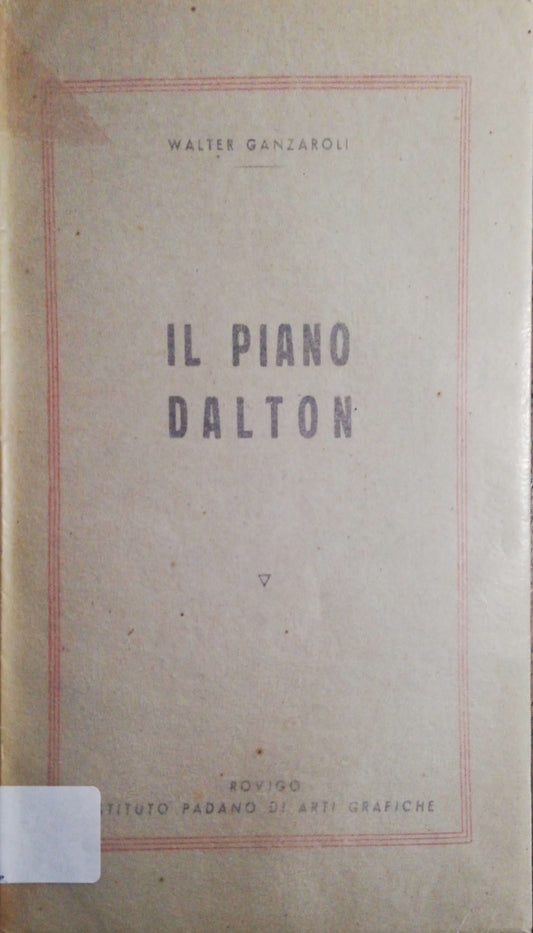 WALTER GANZAROLI
IL PIANO
DALTON
ROVIGO
STITUTO PADANO DI ARTI GRAFICHE